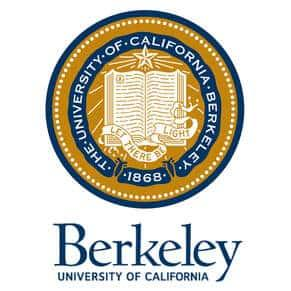 ·THE·UNIVERSITY·OF·CALIFORNIA·BERKELEY·
LET THERE BE LIGHT
·1868·
Berkeley
UNIVERSITY OF CALIFORNIA